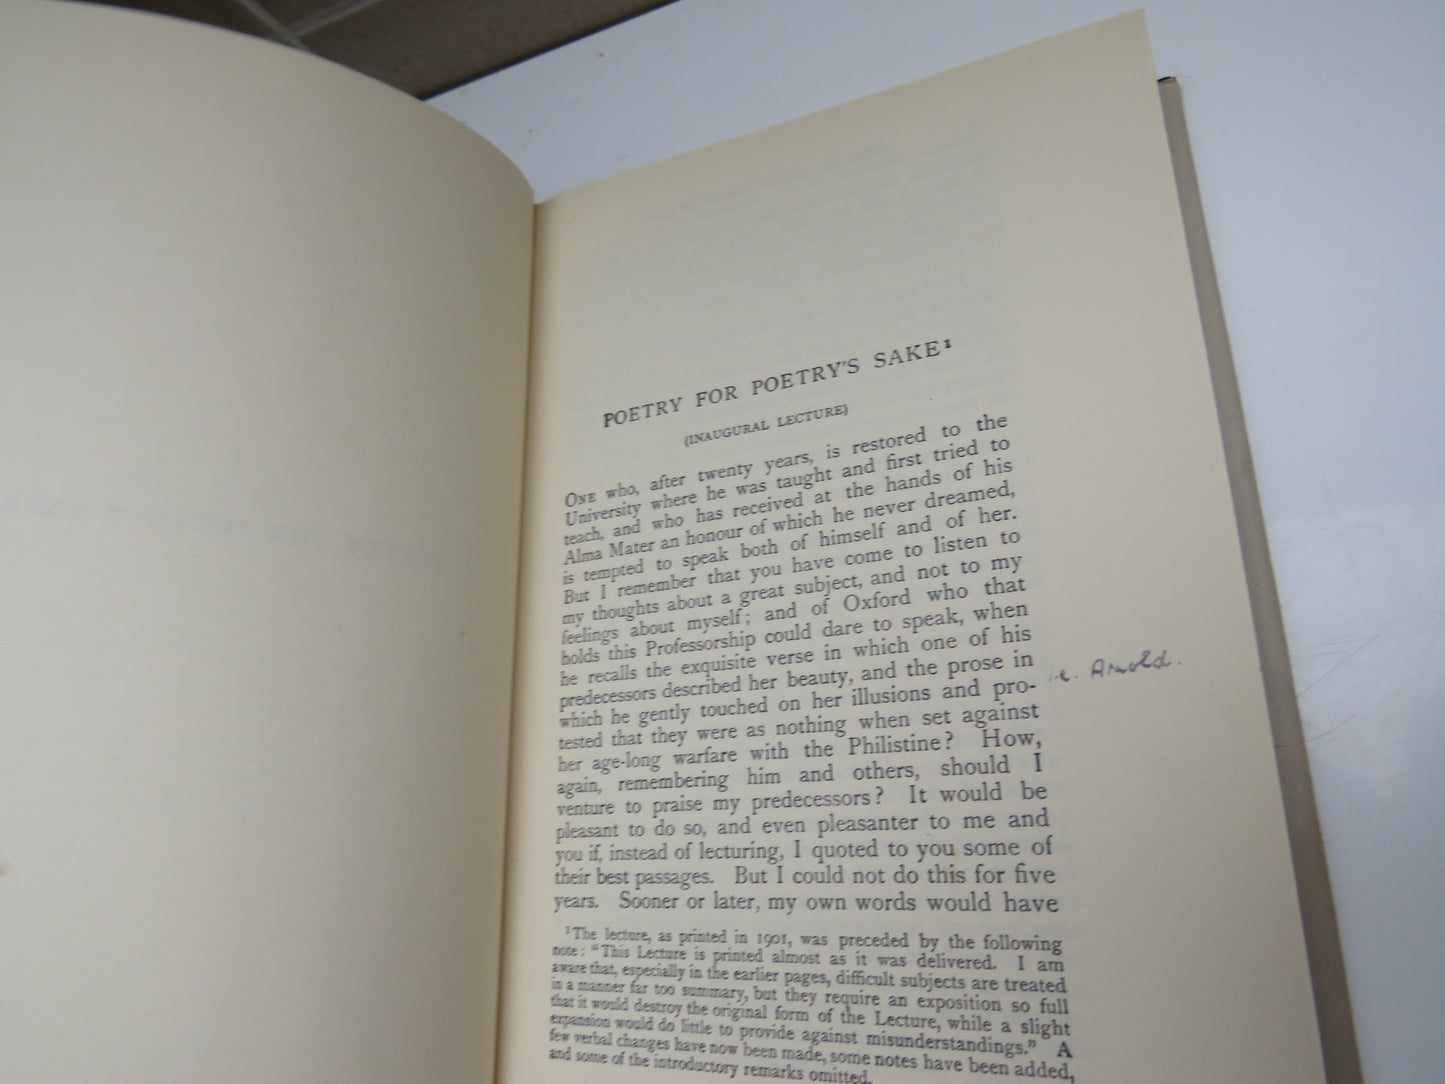 POETRY FOR POETRY'S SAKE¹
(INAUGURAL LECTURE)
ONE who, after twenty years, is restored to the
University where he was taught and first tried to
teach, and who has received at the hands of his
Alma Mater an honour of which he never dreamed,
is tempted to speak both of himself and of her.
But I remember that you have come to listen to
my thoughts about a great subject, and not to my
feelings about myself; and of Oxford who that
holds this Professorship could dare to speak, when
he recalls the exquisite verse in which one of his
predecessors described her beauty, and the prose in
which he gently touched on her illusions and pro-
i.e. Arnold.
tested that they were as nothing when set against
her age-long warfare with the Philistine? How,
again, remembering him and others, should I
venture to praise my predecessors? It would be
pleasant to do so, and even pleasanter to me and
you if, instead of lecturing, I quoted to you some of
their best passages. But I could not do this for five
years. Sooner or later, my own words would have
¹ The lecture, as printed in 1901, was preceded by the following
note: "This Lecture is printed almost as it was delivered. I am
aware that, especially in the earlier pages, difficult subjects are treated
in a manner far too summary, but they require an exposition so full
that it would destroy the original form of the Lecture, while a slight
expansion would do little to provide against misunderstandings." A
few verbal changes have now been made, some notes have been added,
and some of the introductory remarks omitted.